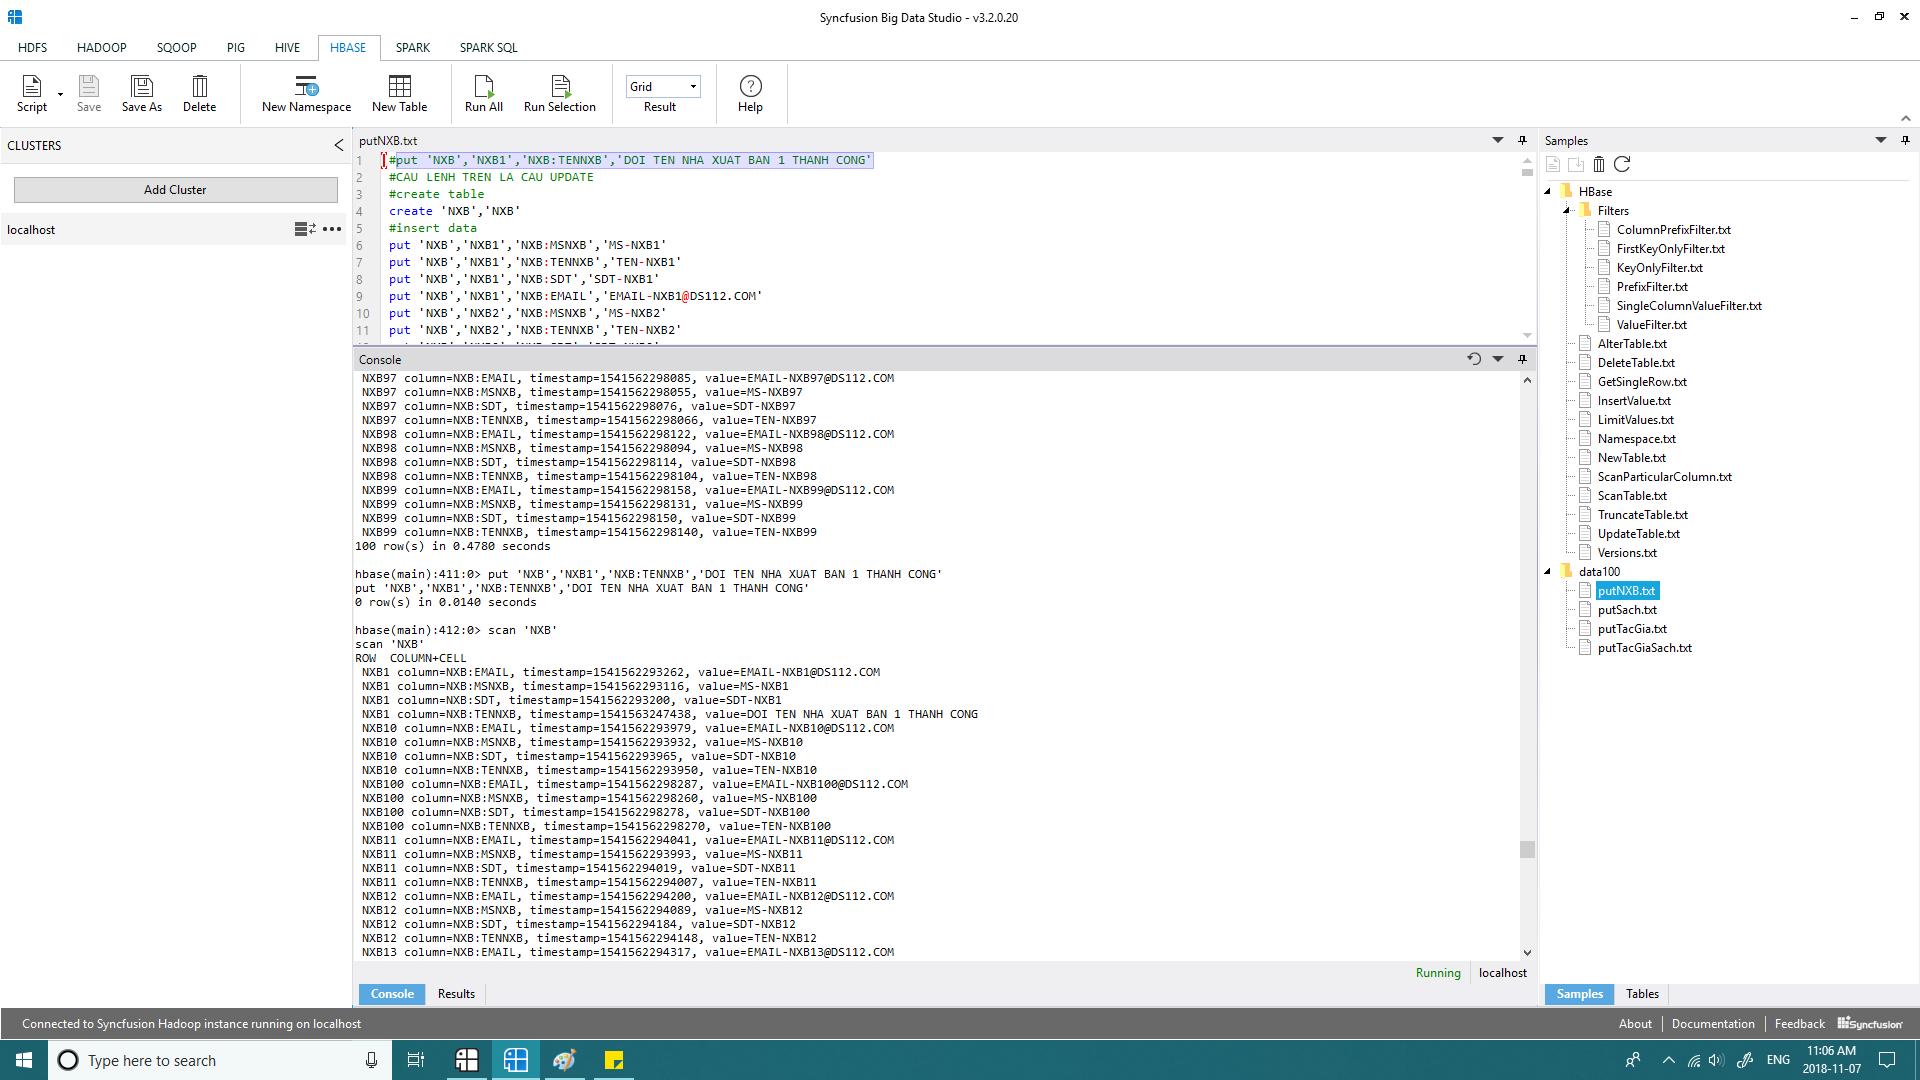 Syncfusion Big Data Studio - v3.2.0.20
HDFS HADOOP SQOOP PIG HIVE HBASE SPARK SPARK SQL
Script Save Save As Delete New Namespace New Table Run All Run Selection Grid Result Help
CLUSTERS
Add Cluster
localhost
putNXB.txt
1 #put 'NXB','NXB1','NXB:TENNXB','DOI TEN NHA XUAT BAN 1 THANH CONG'
2 #CAU LENH TREN LA CAU UPDATE
3 #create table
4 create 'NXB','NXB'
5 #insert data
6 put 'NXB','NXB1','NXB:MSNXB','MS-NXB1'
7 put 'NXB','NXB1','NXB:TENNXB','TEN-NXB1'
8 put 'NXB','NXB1','NXB:SDT','SDT-NXB1'
9 put 'NXB','NXB1','NXB:EMAIL','EMAIL-NXB1@DS112.COM'
10 put 'NXB','NXB2','NXB:MSNXB','MS-NXB2'
11 put 'NXB','NXB2','NXB:TENNXB','TEN-NXB2'
Console
NXB97 column=NXB:EMAIL, timestamp=1541562298085, value=EMAIL-NXB97@DS112.COM
NXB97 column=NXB:MSNXB, timestamp=1541562298055, value=MS-NXB97
NXB97 column=NXB:SDT, timestamp=1541562298076, value=SDT-NXB97
NXB97 column=NXB:TENNXB, timestamp=1541562298066, value=TEN-NXB97
NXB98 column=NXB:EMAIL, timestamp=1541562298122, value=EMAIL-NXB98@DS112.COM
NXB98 column=NXB:MSNXB, timestamp=1541562298094, value=MS-NXB98
NXB98 column=NXB:SDT, timestamp=1541562298114, value=SDT-NXB98
NXB98 column=NXB:TENNXB, timestamp=1541562298104, value=TEN-NXB98
NXB99 column=NXB:EMAIL, timestamp=1541562298158, value=EMAIL-NXB99@DS112.COM
NXB99 column=NXB:MSNXB, timestamp=1541562298131, value=MS-NXB99
NXB99 column=NXB:SDT, timestamp=1541562298150, value=SDT-NXB99
NXB99 column=NXB:TENNXB, timestamp=1541562298140, value=TEN-NXB99
100 row(s) in 0.4780 seconds
hbase(main):411:0> put 'NXB','NXB1','NXB:TENNXB','DOI TEN NHA XUAT BAN 1 THANH CONG'
put 'NXB','NXB1','NXB:TENNXB','DOI TEN NHA XUAT BAN 1 THANH CONG'
0 row(s) in 0.0140 seconds
hbase(main):412:0> scan 'NXB'
scan 'NXB'
ROW COLUMN+CELL
NXB1 column=NXB:EMAIL, timestamp=1541562293262, value=EMAIL-NXB1@DS112.COM
NXB1 column=NXB:MSNXB, timestamp=1541562293116, value=MS-NXB1
NXB1 column=NXB:SDT, timestamp=1541562293200, value=SDT-NXB1
NXB1 column=NXB:TENNXB, timestamp=1541563247438, value=DOI TEN NHA XUAT BAN 1 THANH CONG
NXB10 column=NXB:EMAIL, timestamp=1541562293979, value=EMAIL-NXB10@DS112.COM
NXB10 column=NXB:MSNXB, timestamp=1541562293932, value=MS-NXB10
NXB10 column=NXB:SDT, timestamp=1541562293965, value=SDT-NXB10
NXB10 column=NXB:TENNXB, timestamp=1541562293950, value=TEN-NXB10
NXB100 column=NXB:EMAIL, timestamp=1541562298287, value=EMAIL-NXB100@DS112.COM
NXB100 column=NXB:MSNXB, timestamp=1541562298260, value=MS-NXB100
NXB100 column=NXB:SDT, timestamp=1541562298278, value=SDT-NXB100
NXB100 column=NXB:TENNXB, timestamp=1541562298270, value=TEN-NXB100
NXB11 column=NXB:EMAIL, timestamp=1541562294041, value=EMAIL-NXB11@DS112.COM
NXB11 column=NXB:MSNXB, timestamp=1541562293993, value=MS-NXB11
NXB11 column=NXB:SDT, timestamp=1541562294019, value=SDT-NXB11
NXB11 column=NXB:TENNXB, timestamp=1541562294007, value=TEN-NXB11
NXB12 column=NXB:EMAIL, timestamp=1541562294200, value=EMAIL-NXB12@DS112.COM
NXB12 column=NXB:MSNXB, timestamp=1541562294089, value=MS-NXB12
NXB12 column=NXB:SDT, timestamp=1541562294184, value=SDT-NXB12
NXB12 column=NXB:TENNXB, timestamp=1541562294148, value=TEN-NXB12
NXB13 column=NXB:EMAIL, timestamp=1541562294317, value=EMAIL-NXB13@DS112.COM
Running localhost
Console Results
Samples
HBase
Filters
ColumnPrefixFilter.txt
FirstKeyOnlyFilter.txt
KeyOnlyFilter.txt
PrefixFilter.txt
SingleColumnValueFilter.txt
ValueFilter.txt
AlterTable.txt
DeleteTable.txt
GetSingleRow.txt
InsertValue.txt
LimitValues.txt
Namespace.txt
NewTable.txt
ScanParticularColumn.txt
ScanTable.txt
TruncateTable.txt
UpdateTable.txt
Versions.txt
data100
putNXB.txt
putSach.txt
putTacGia.txt
putTacGiaSach.txt
Samples Tables
Connected to Syncfusion Hadoop instance running on localhost
About Documentation Feedback Syncfusion
Type here to search
ENG
11:06 AM
2018-11-07